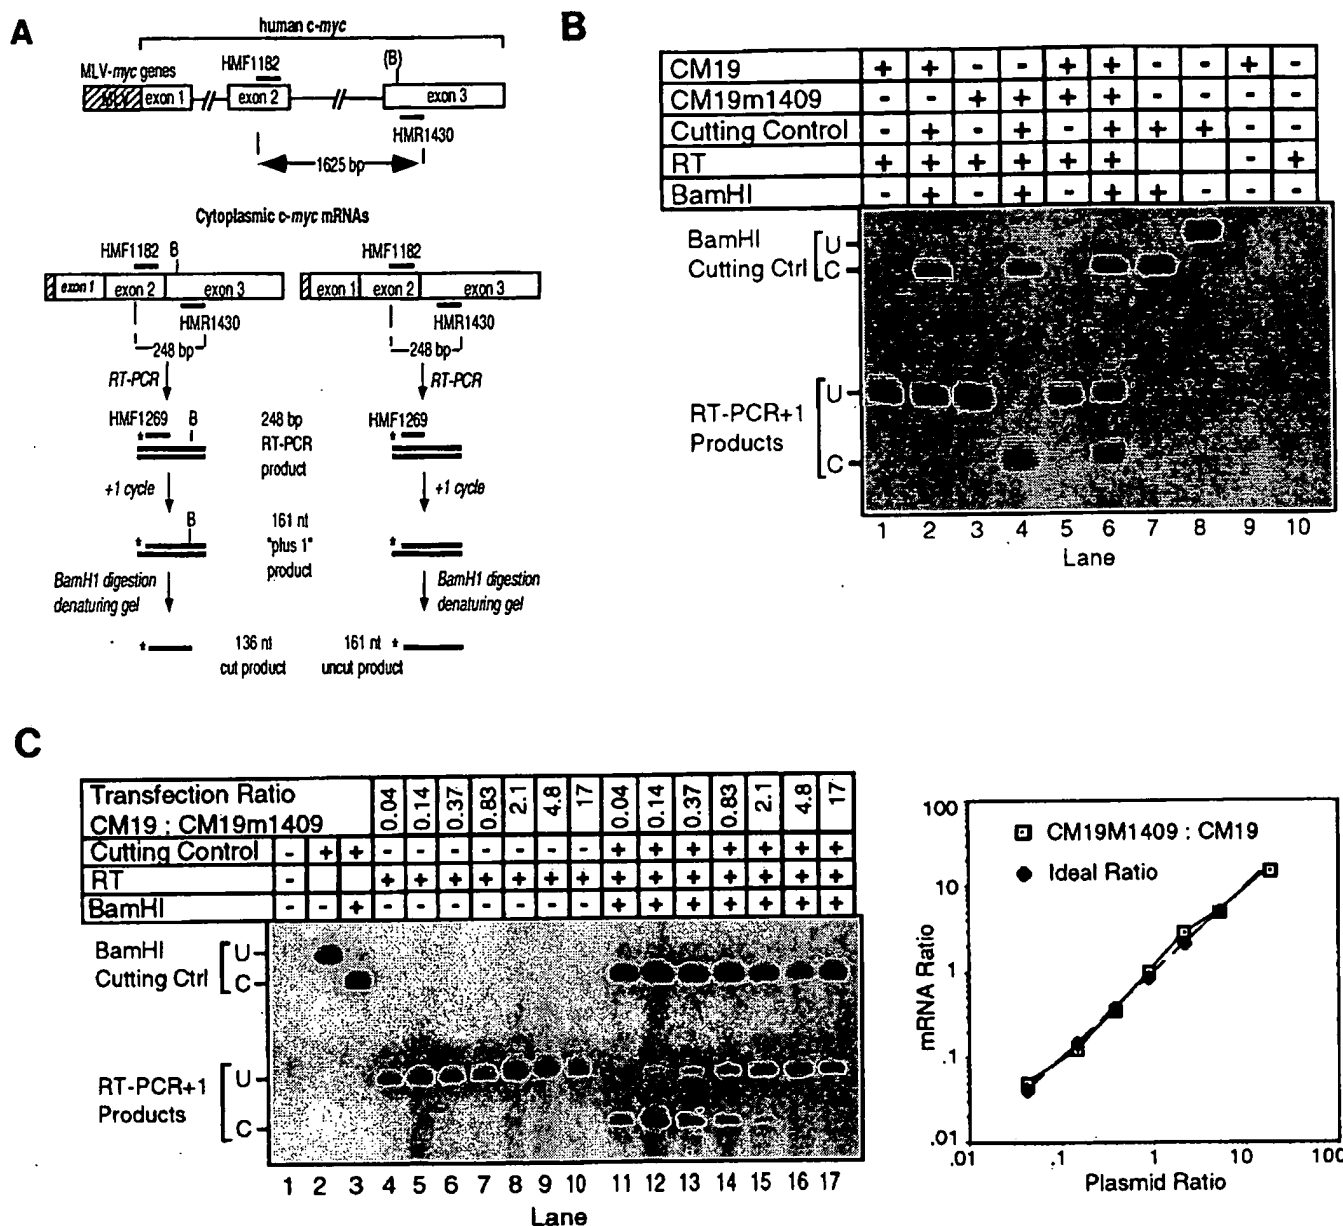 A
human c-myc
HMF1182
(B)
MLV-myc genes
exon 1
exon 2
exon 3
HMR1430
1625 bp
Cytoplasmic c-myc mRNAs
HMF1182 B
HMF1182
exon 1 exon 2 exon 3
exon 1 exon 2 exon 3
HMR1430
HMR1430
248 bp
248 bp
RT-PCR
RT-PCR
HMF1269 B
248 bp
RT-PCR
product
HMF1269
*
*
+1 cycle
+1 cycle
B
161 nt
"plus 1"
product
*
*
BamH1 digestion
denaturing gel
BamH1 digestion
denaturing gel
* 136 nt
cut product
161 nt *
uncut product
B
CM19 + + - - + + - - + -
CM19m1409 - - + + + + - - - -
Cutting Control - + - + - + + + - -
RT + + + + + + - +
BamHI - + - + - + + - - -
BamHI
Cutting Ctrl
U
C
RT-PCR+1
Products
U
C
1 2 3 4 5 6 7 8 9 10
Lane
C
Transfection Ratio
CM19 : CM19m1409
0.04 0.14 0.37 0.83 2.1 4.8 17 0.04 0.14 0.37 0.83 2.1 4.8 17
Cutting Control - + + - - - - - - - + + + + + + +
RT - + + + + + + + + + + + + + +
BamHI - - + - - - - - - - + + + + + + +
BamHI
Cutting Ctrl
U
C
RT-PCR+1
Products
U
C
1 2 3 4 5 6 7 8 9 10 11 12 13 14 15 16 17
Lane
CM19M1409 : CM19
Ideal Ratio
mRNA Ratio
100
10
1
.1
.01
.01 .1 1 10 100
Plasmid Ratio